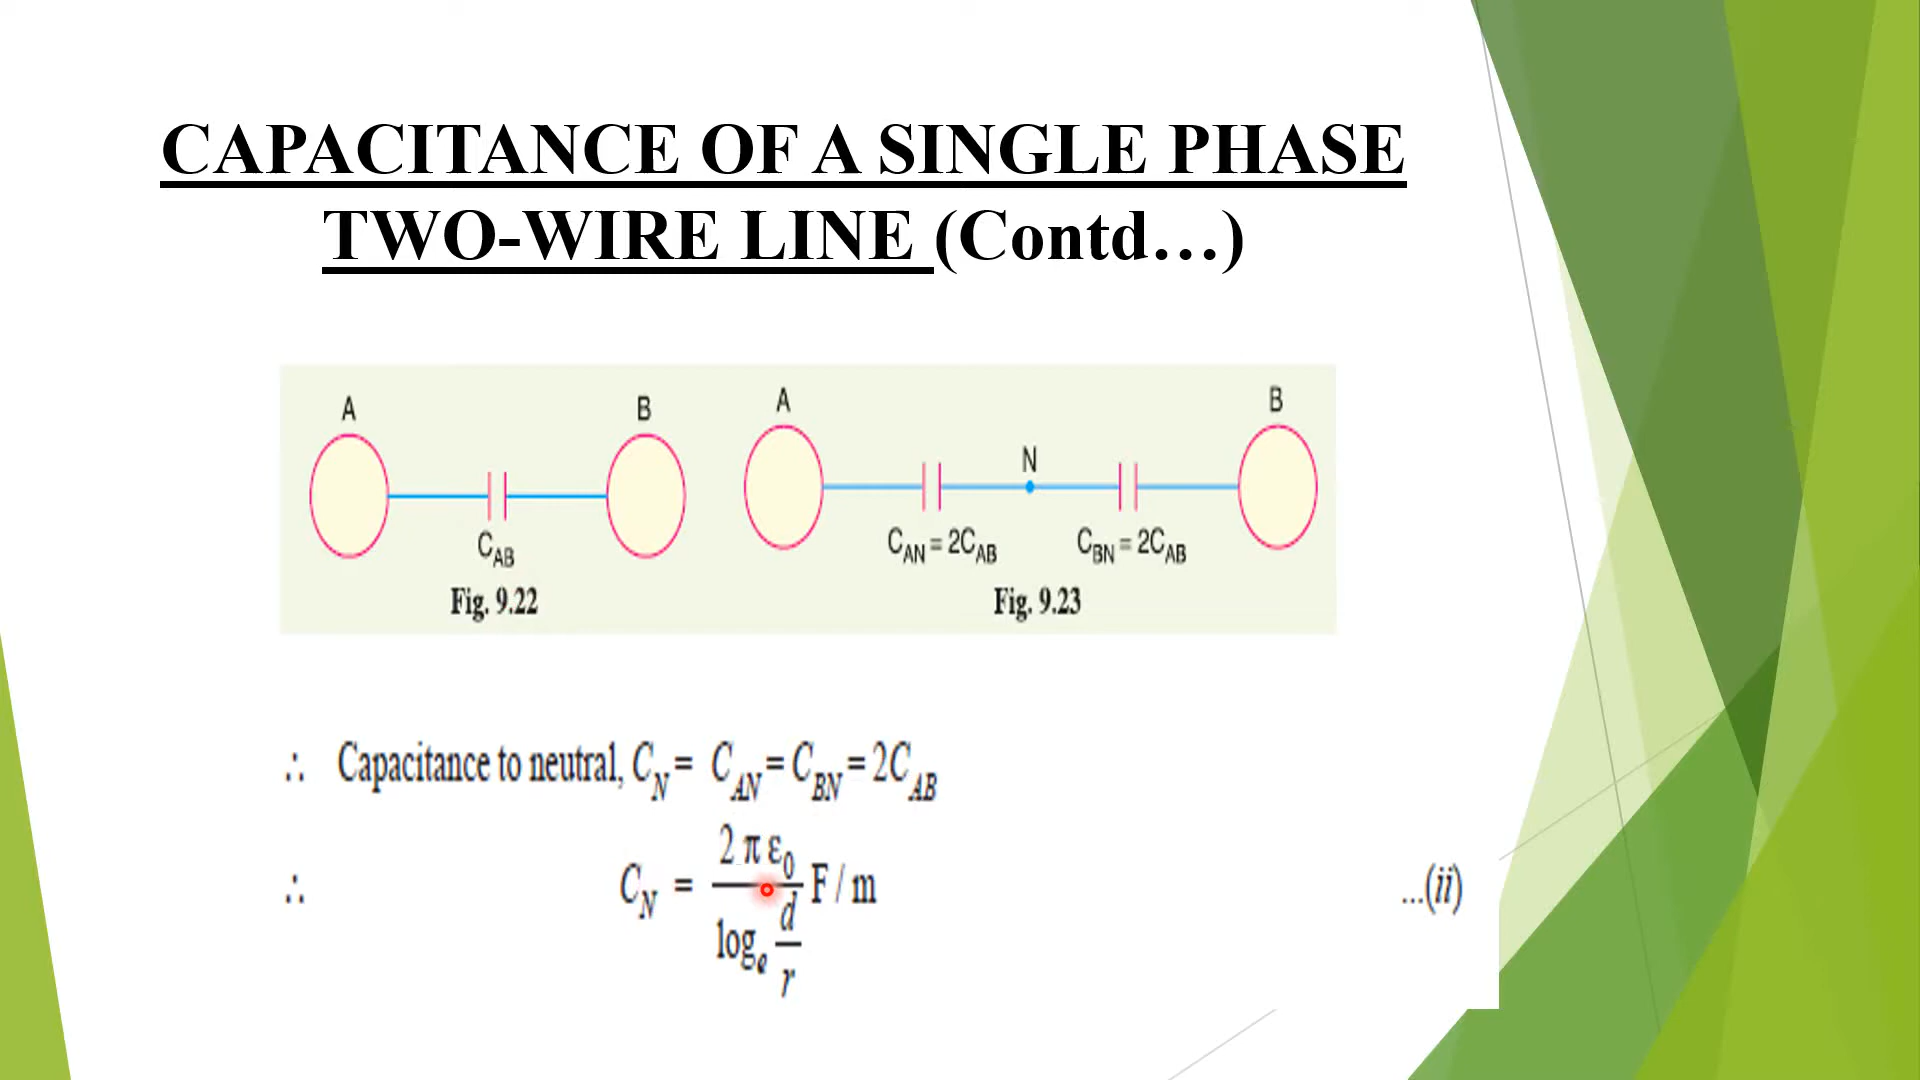 CAPACITANCE OF A SINGLE PHASE
TWO-WIRE LINE (Contd...)
A B A B
N
C_AB C_AN = 2C_AB C_BN = 2C_AB
Fig. 9.22 Fig. 9.23
∴ Capacitance to neutral, C_N = C_AN = C_BN = 2C_AB
∴ C_N = 2 π ε_0 / log_e d/r F / m ...(ii)